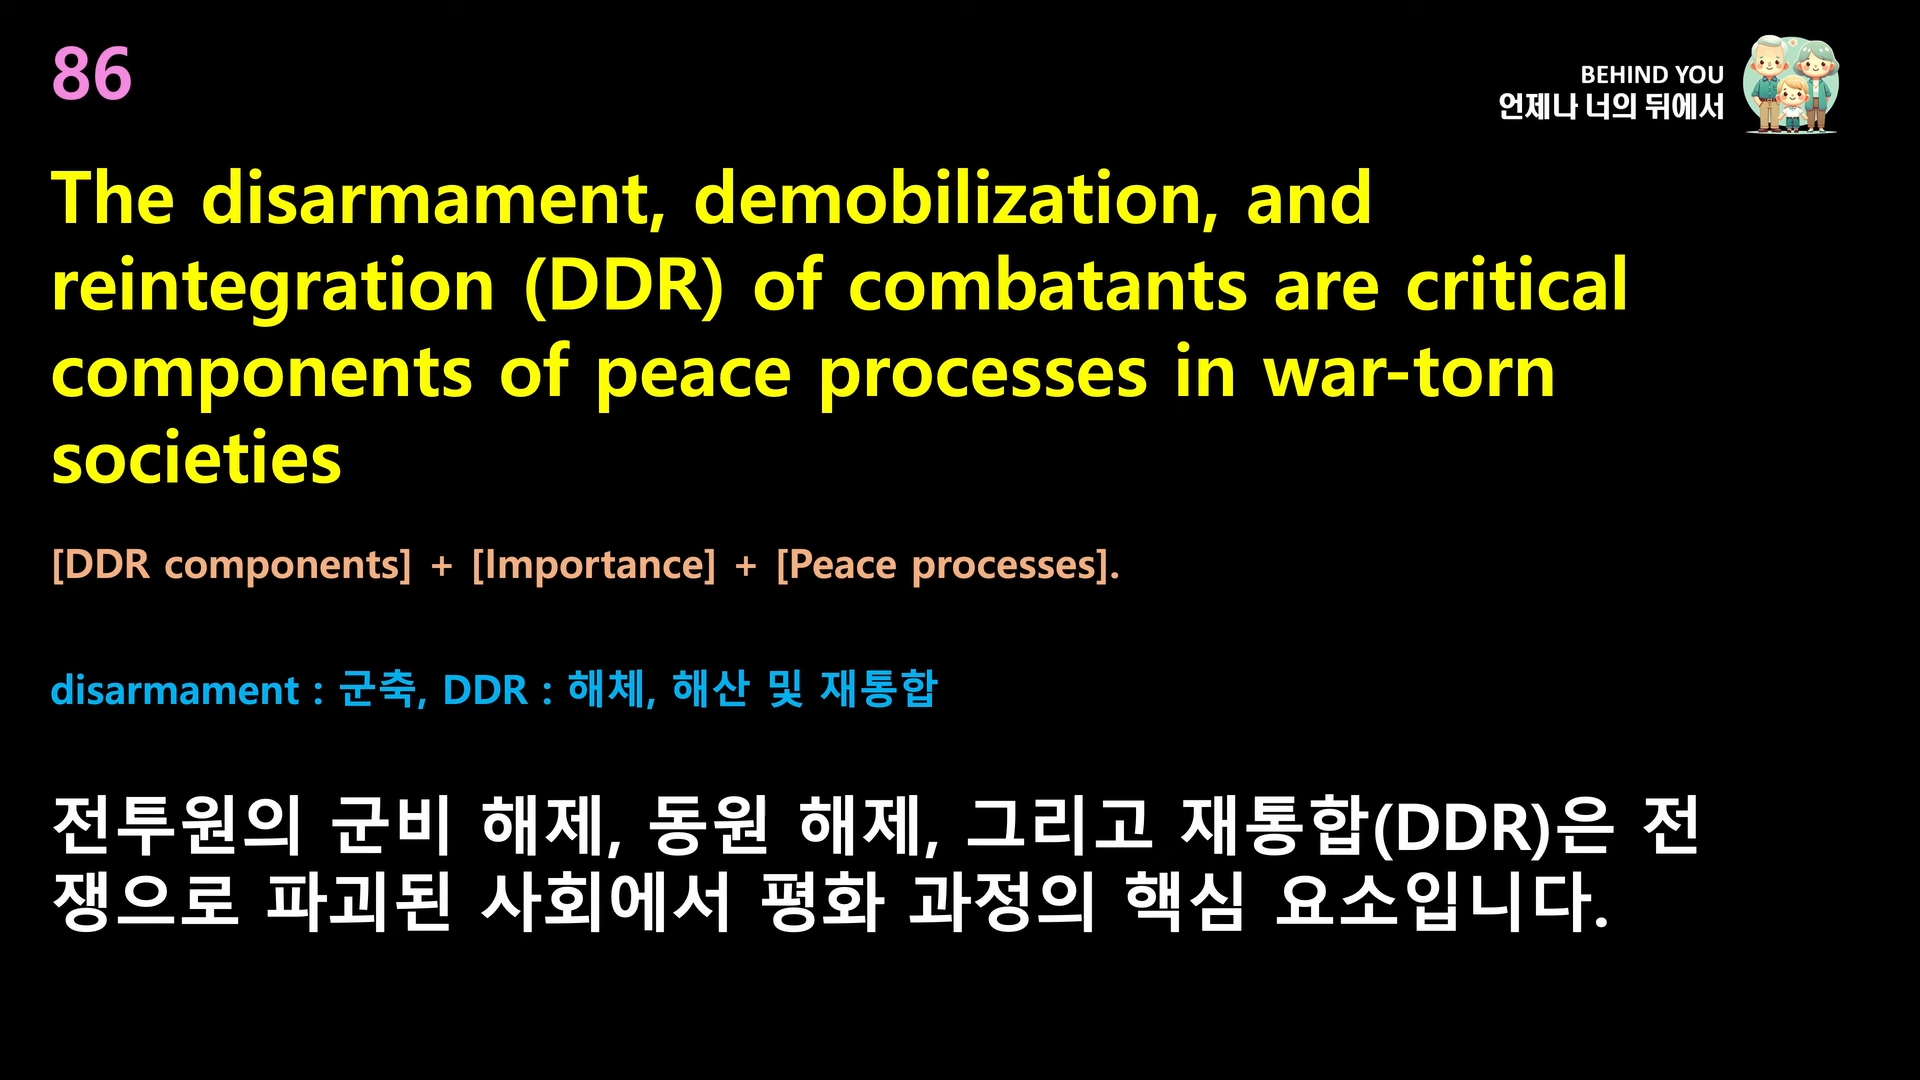 86
BEHIND YOU
언제나 너의 뒤에서
The disarmament, demobilization, and
reintegration (DDR) of combatants are critical
components of peace processes in war-torn
societies
[DDR components] + [Importance] + [Peace processes].
disarmament : 군축, DDR : 해체, 해산 및 재통합
전투원의 군비 해제, 동원 해제, 그리고 재통합(DDR)은 전
쟁으로 파괴된 사회에서 평화 과정의 핵심 요소입니다.